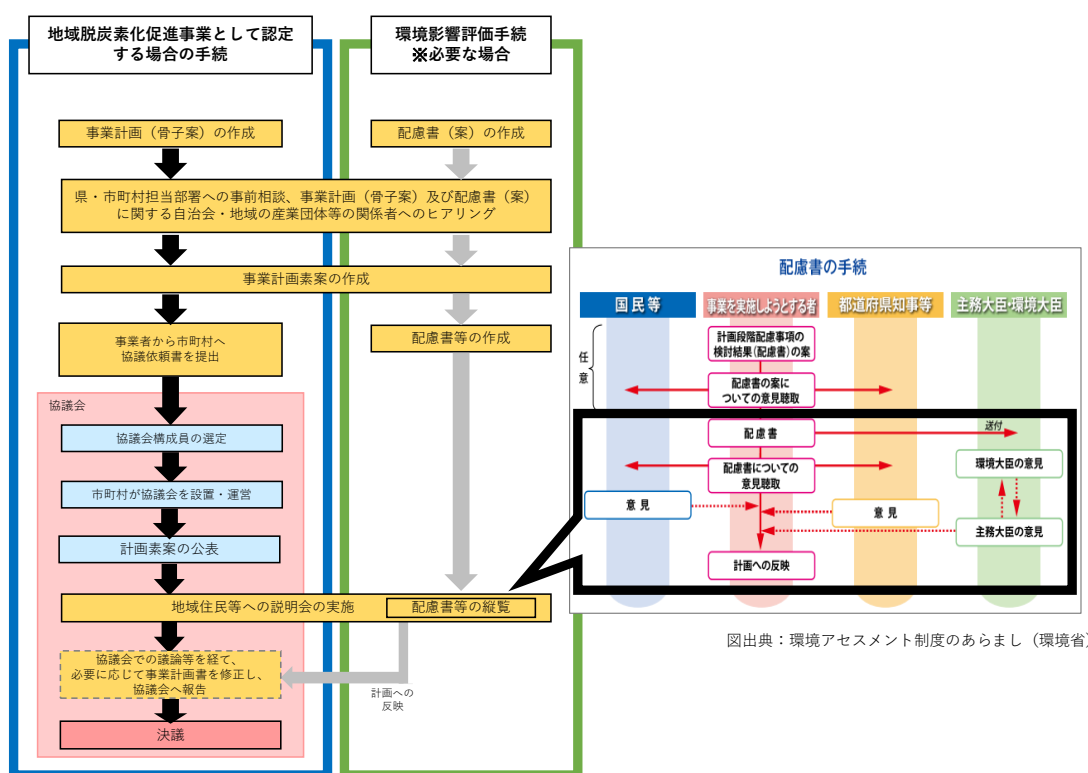 地域脱炭素化促進事業として認定
する場合の手続
環境影響評価手続
※必要な場合
事業計画（骨子案）の作成
配慮書（案）の作成
県・市町村担当部署への事前相談、事業計画（骨子案）及び配慮書（案）
に関する自治会・地域の産業団体等の関係者へのヒアリング
事業計画素案の作成
事業者から市町村へ
協議依頼書を提出
配慮書等の作成
協議会
協議会構成員の選定
市町村が協議会を設置・運営
計画素案の公表
地域住民等への説明会の実施
配慮書等の縦覧
協議会での議論等を経て、
必要に応じて事業計画書を修正し、
協議会へ報告
計画への
反映
決議
配慮書の手続
国民等
事業を実施しようとする者
都道府県知事等
主務大臣・環境大臣
任
意
計画段階配慮事項の
検討結果（配慮書）の案
配慮書の案に
ついての意見聴取
配慮書
送付
配慮書についての
意見聴取
環境大臣の意見
意見
意見
主務大臣の意見
計画への反映
図出典：環境アセスメント制度のあらまし（環境省）